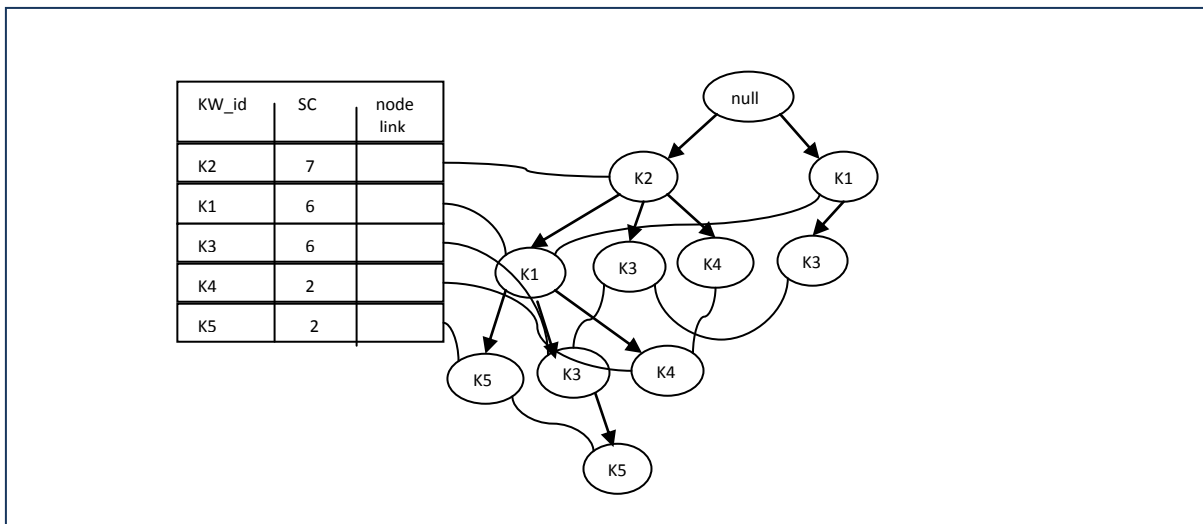 KW_id SC node
link
K2 7
K1 6
K3 6
K4 2
K5 2
null
K2 K1
K1 K3 K4 K3
K5 K3 K4
K5